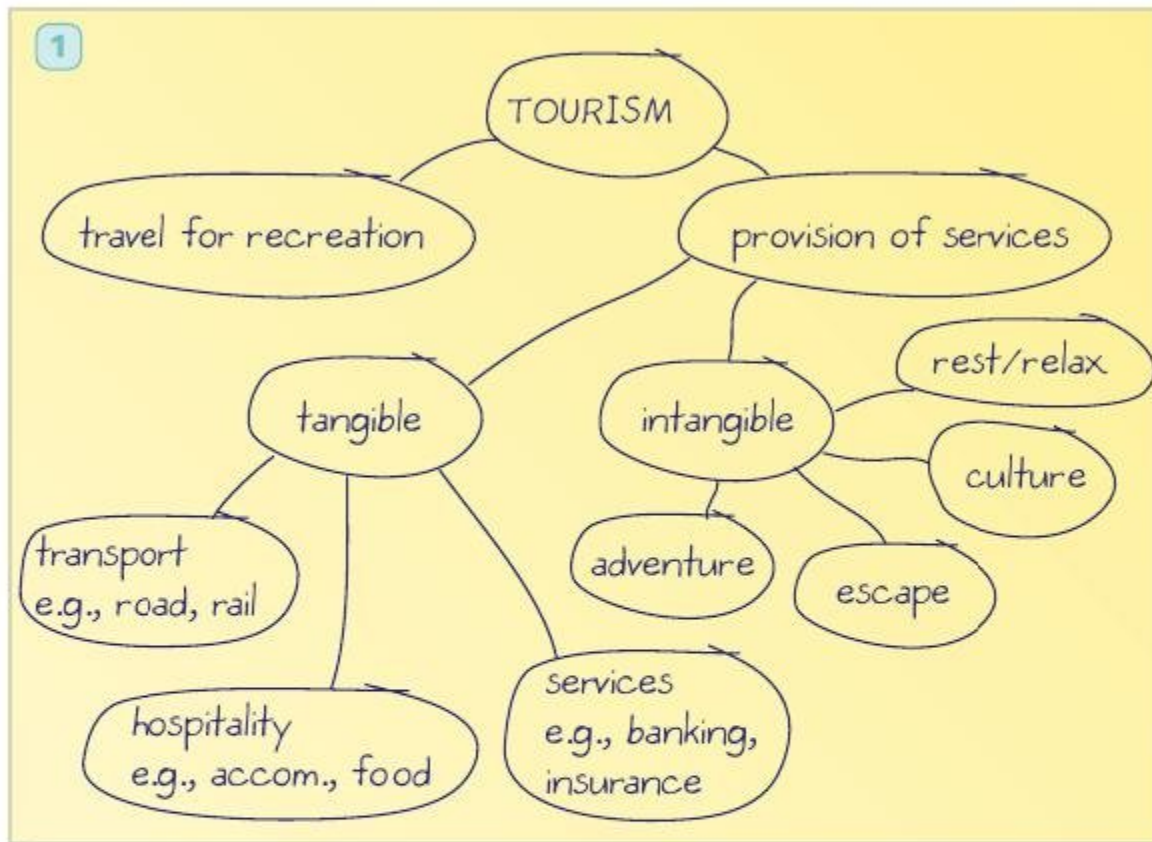 1
TOURISM
travel for recreation
provision of services
tangible
intangible
rest/relax
culture
transport
e.g., road, rail
adventure
escape
hospitality
e.g., accom., food
services
e.g., banking,
insurance